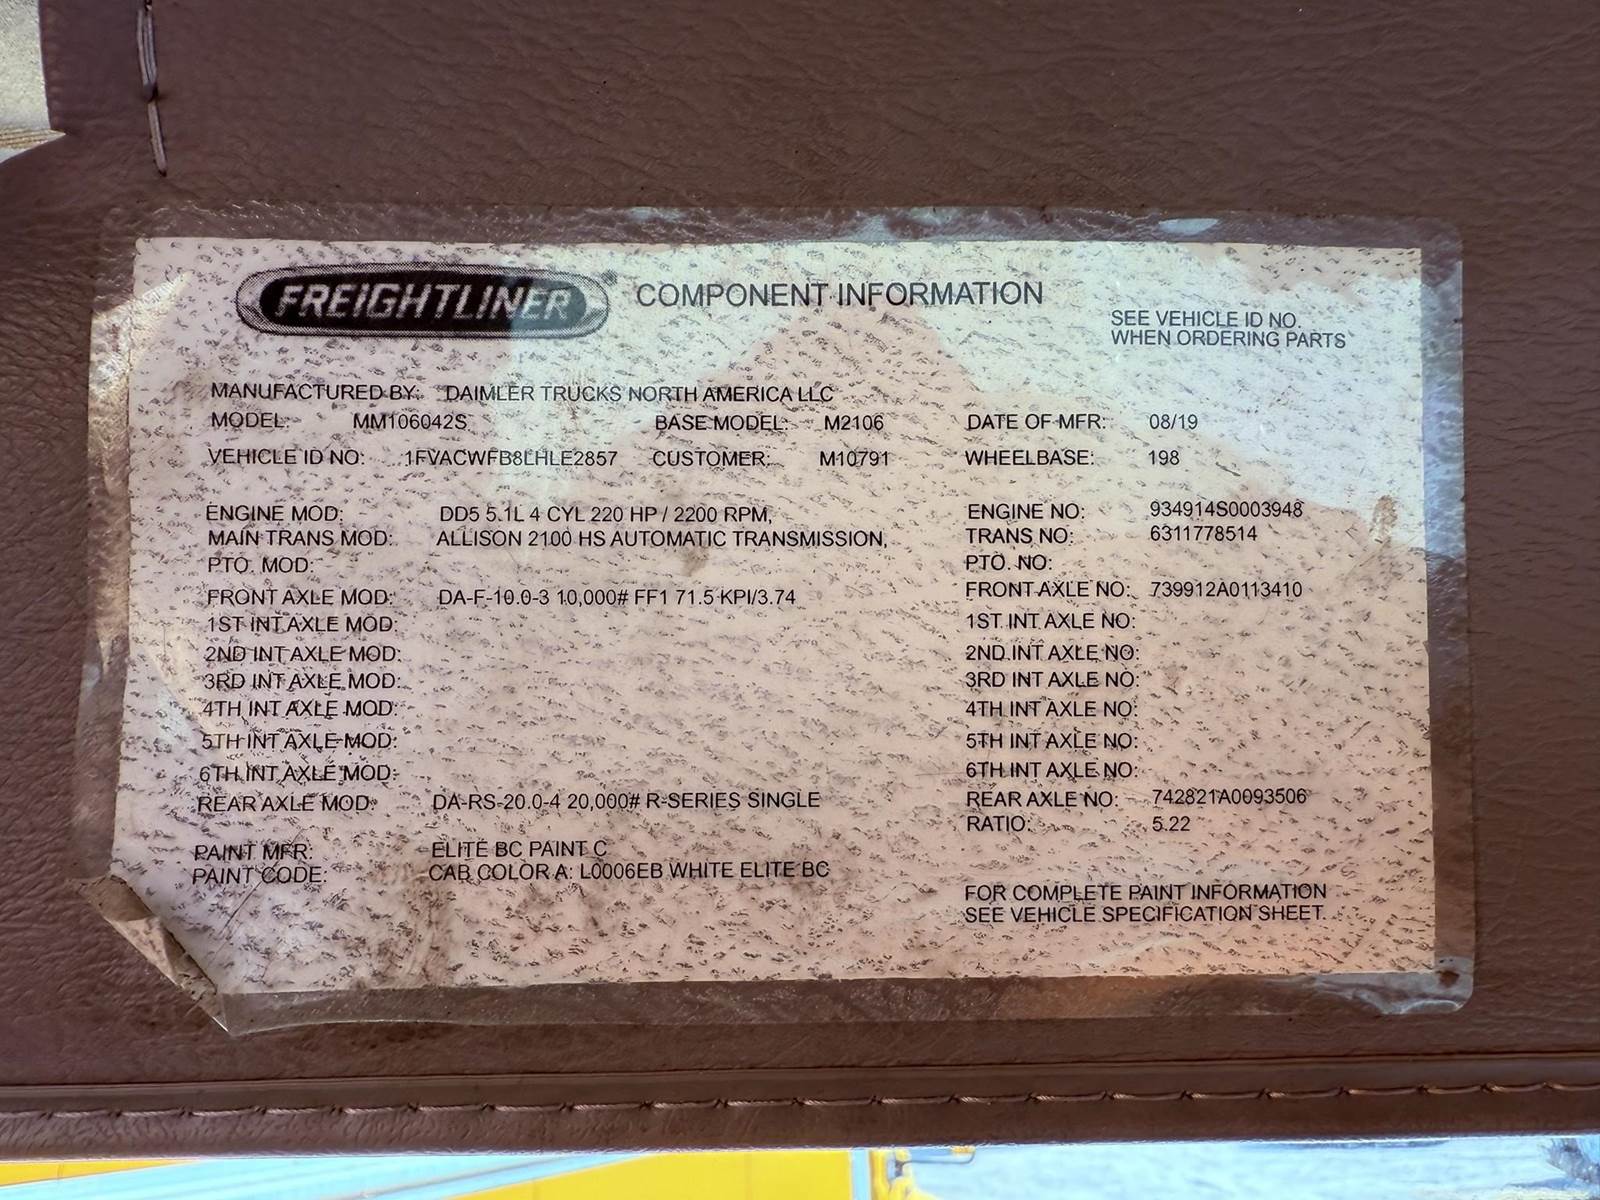 FREIGHTLINER® COMPONENT INFORMATION
SEE VEHICLE ID NO.
WHEN ORDERING PARTS
MANUFACTURED BY: DAIMLER TRUCKS NORTH AMERICA LLC
MODEL: MM106042S BASE MODEL: M2106 DATE OF MFR: 08/19
VEHICLE ID NO: 1FVACWFB8LHLE2857 CUSTOMER: M10791 WHEELBASE: 198
ENGINE MOD: DD5 5.1L 4 CYL 220 HP / 2200 RPM, ENGINE NO: 934914S0003948
MAIN TRANS MOD: ALLISON 2100 HS AUTOMATIC TRANSMISSION, TRANS NO: 6311778514
PTO. MOD: PTO. NO:
FRONT AXLE MOD: DA-F-10.0-3 10,000# FF1 71.5 KPI/3.74 FRONT AXLE NO: 739912A0113410
1ST INT AXLE MOD: 1ST INT AXLE NO:
2ND INT AXLE MOD: 2ND INT AXLE NO:
3RD INT AXLE MOD: 3RD INT AXLE NO:
4TH INT AXLE MOD: 4TH INT AXLE NO:
5TH INT AXLE MOD: 5TH INT AXLE NO:
6TH INT AXLE MOD: 6TH INT AXLE NO:
REAR AXLE MOD: DA-RS-20.0-4 20,000# R-SERIES SINGLE REAR AXLE NO: 742821A0093506
RATIO: 5.22
PAINT MFR: ELITE BC PAINT C
PAINT CODE: CAB COLOR A: L0006EB WHITE ELITE BC
FOR COMPLETE PAINT INFORMATION
SEE VEHICLE SPECIFICATION SHEET.